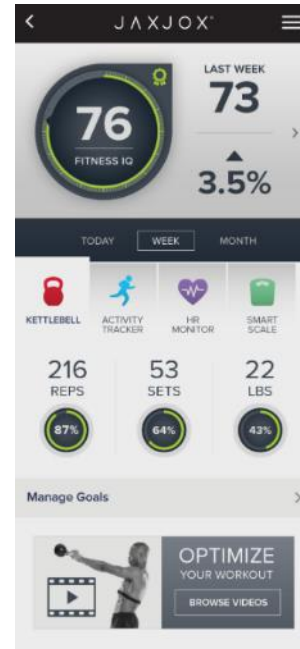 JAXJOX
LAST WEEK
73
76
FITNESS IQ
3.5%
TODAY WEEK MONTH
KETTLEBELL
ACTIVITY TRACKER
HR MONITOR
SMART SCALE
216 53 22
REPS SETS LBS
87% 64% 43%
Manage Goals
OPTIMIZE
YOUR WORKOUT
BROWSE VIDEOS